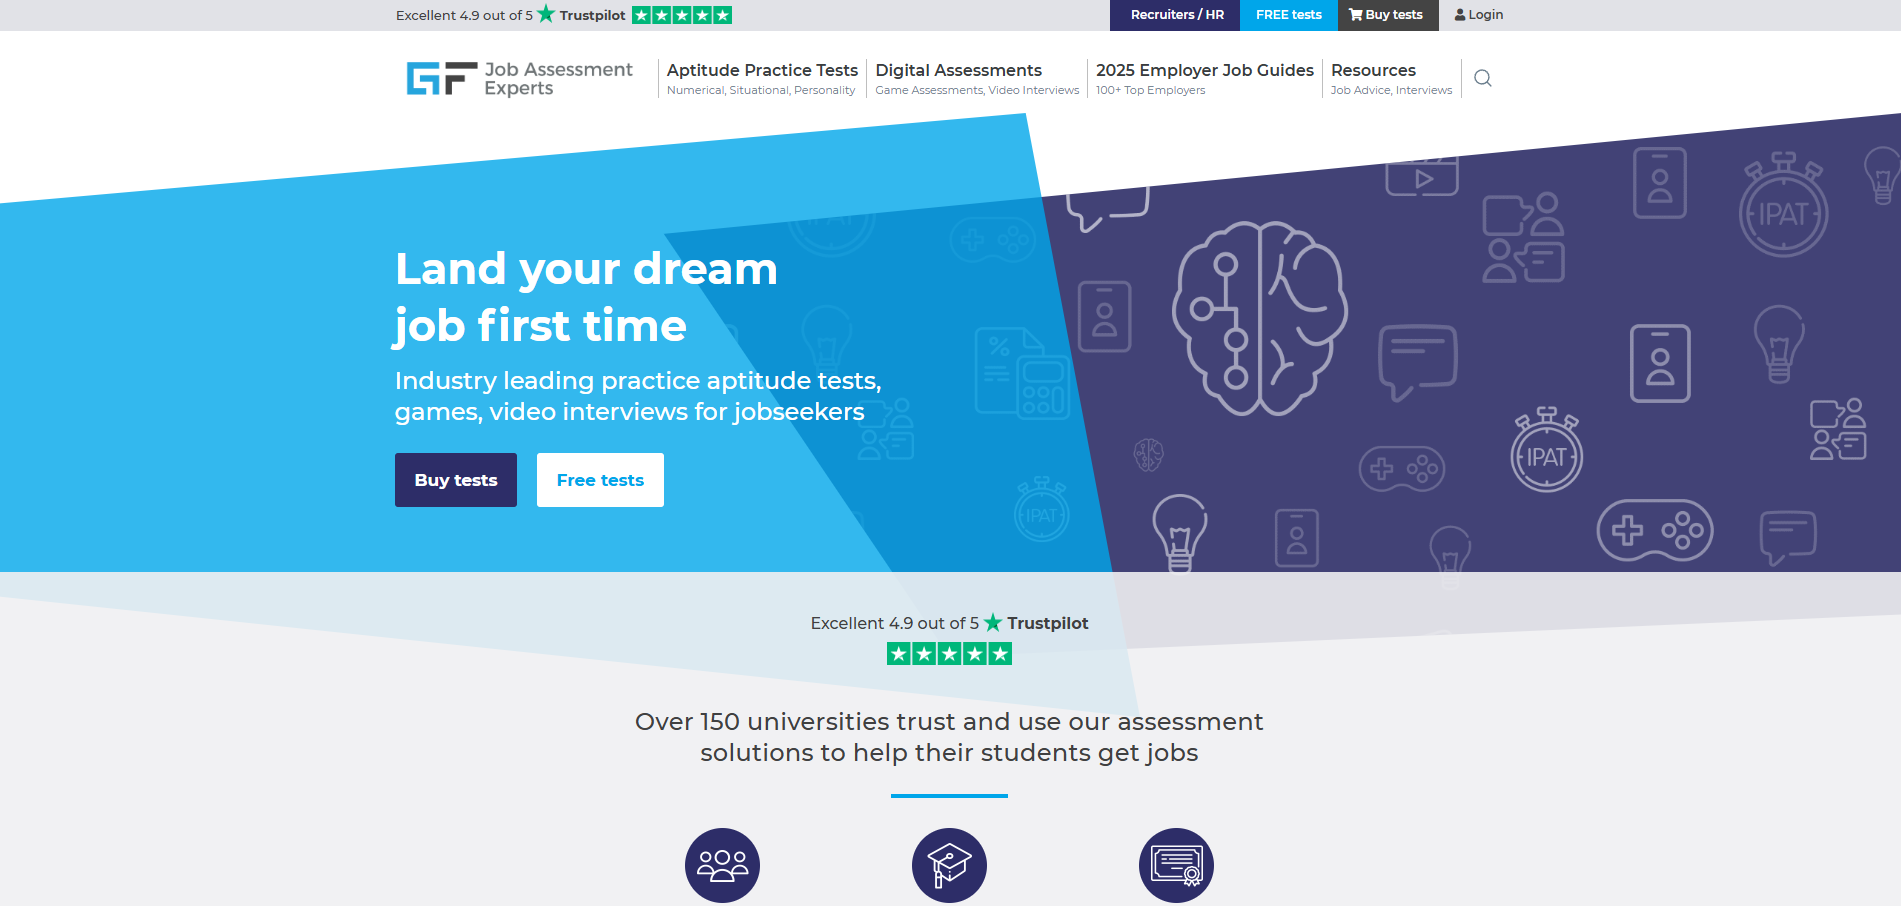 Excellent 4.9 out of 5 Trustpilot
Recruiters / HR
FREE tests
Buy tests
Login
GF Job Assessment
Experts
Aptitude Practice Tests
Numerical, Situational, Personality
Digital Assessments
Game Assessments, Video Interviews
2025 Employer Job Guides
100+ Top Employers
Resources
Job Advice, Interviews
Land your dream
job first time
Industry leading practice aptitude tests,
games, video interviews for jobseekers
Buy tests
Free tests
IPAT
IPAT
IPAT
Excellent 4.9 out of 5 Trustpilot
Over 150 universities trust and use our assessment
solutions to help their students get jobs